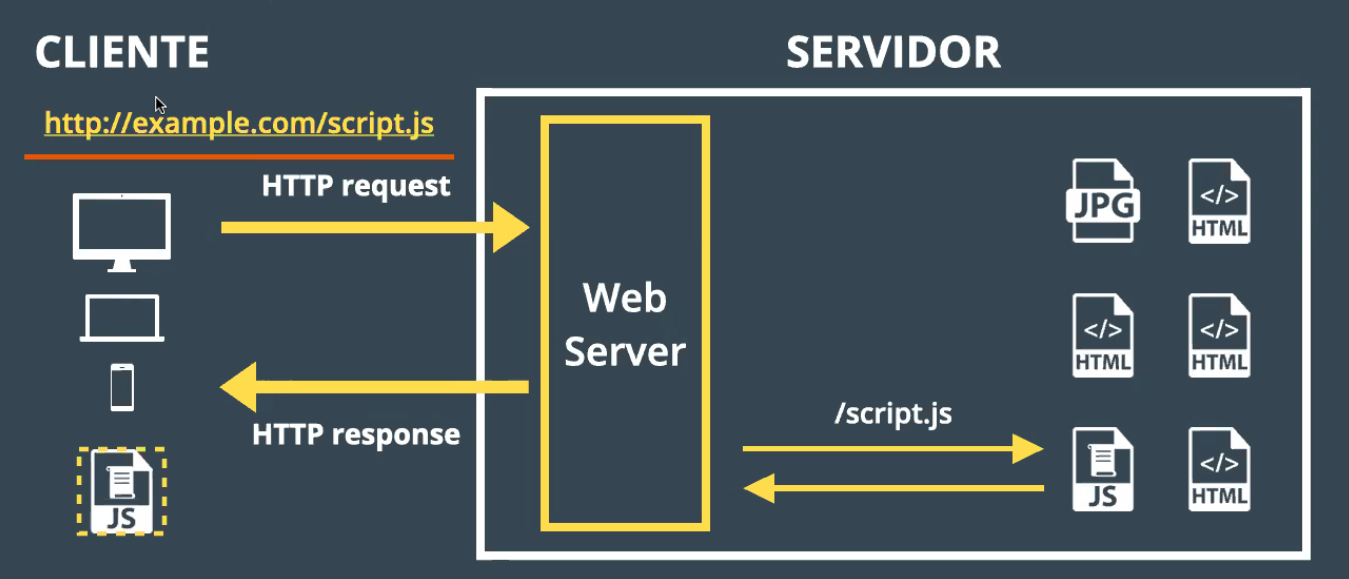 CLIENTE
SERVIDOR
http://example.com/script.js
HTTP request
Web
Server
HTTP response
/script.js
JPG
</>
HTML
</>
HTML
</>
HTML
JS
</>
HTML
JS